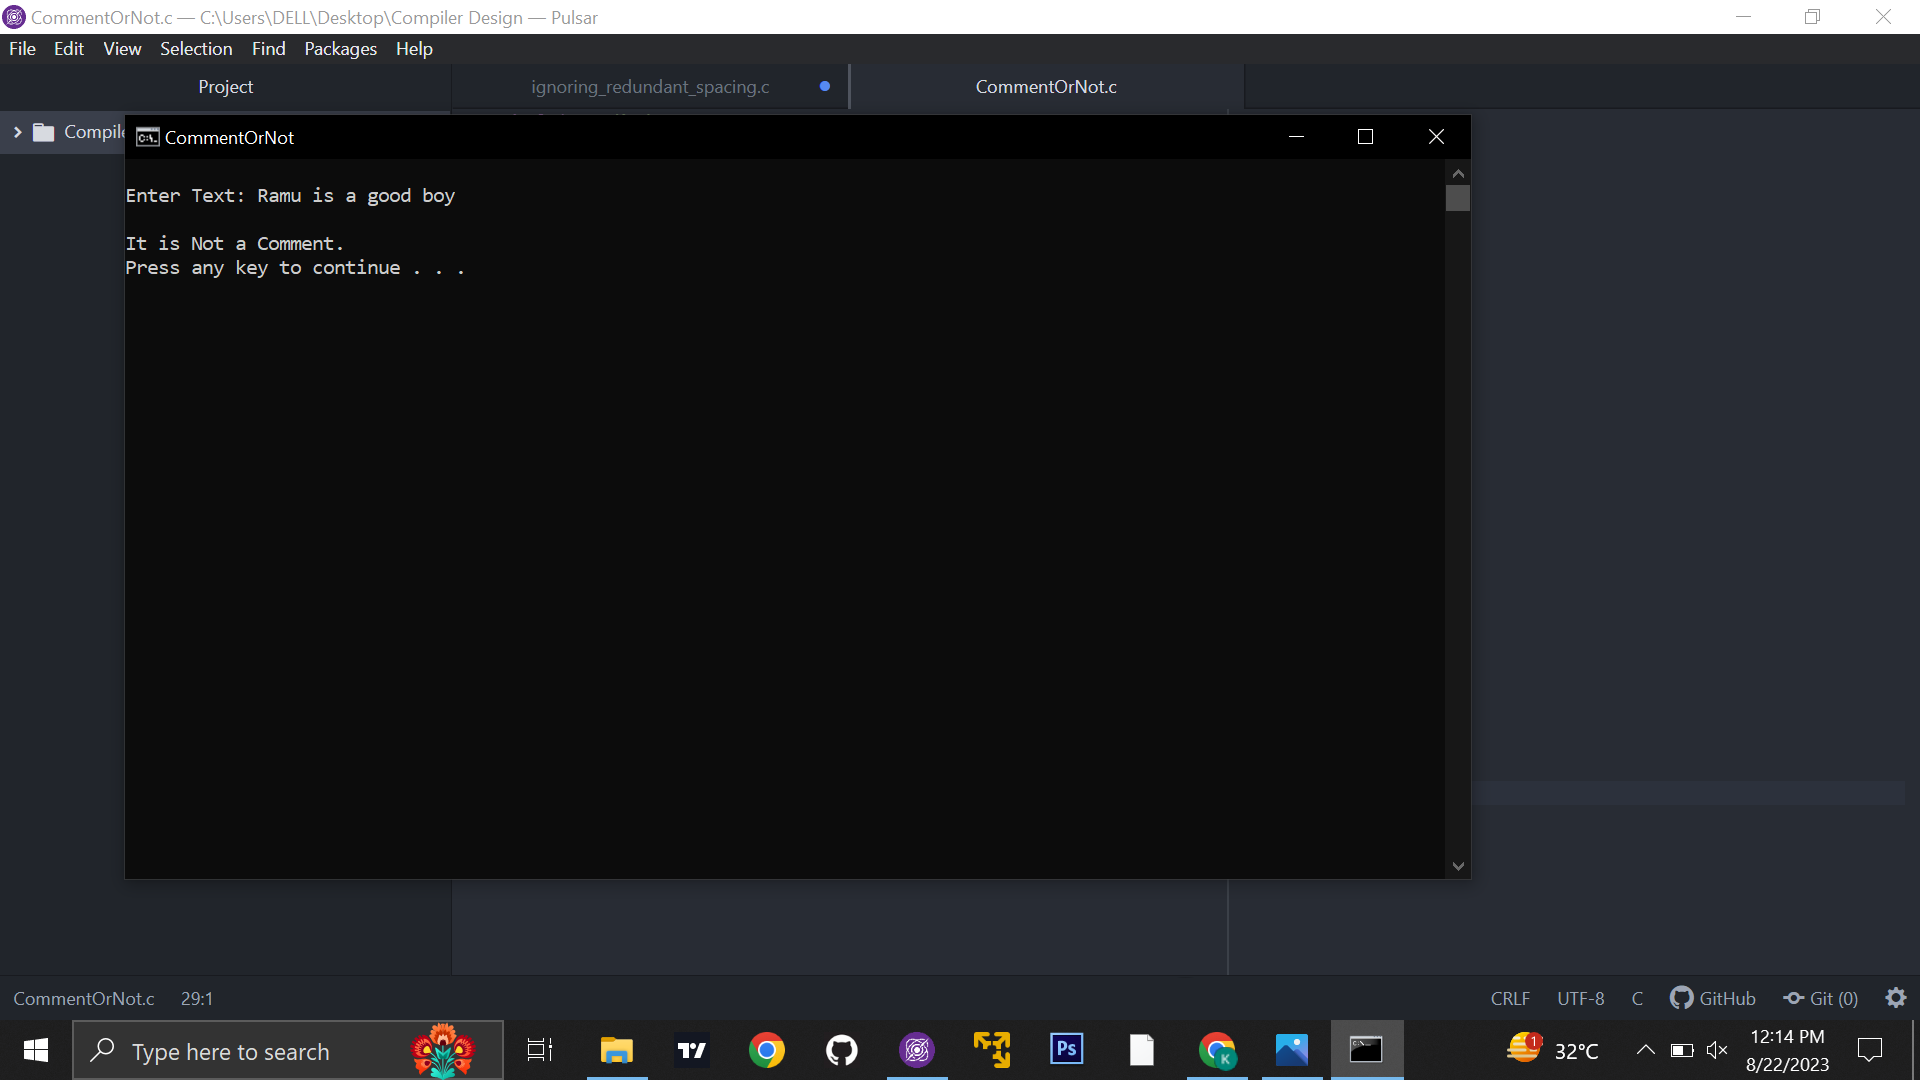 CommentOrNot.c — C:\Users\DELL\Desktop\Compiler Design — Pulsar
File Edit View Selection Find Packages Help
Project ignoring_redundant_spacing.c CommentOrNot.c
CommentOrNot
Enter Text: Ramu is a good boy
It is Not a Comment.
Press any key to continue . . .
CommentOrNot.c 29:1 CRLF UTF-8 C GitHub Git (0)
Type here to search Ps K 1 32°C 12:14 PM
8/22/2023